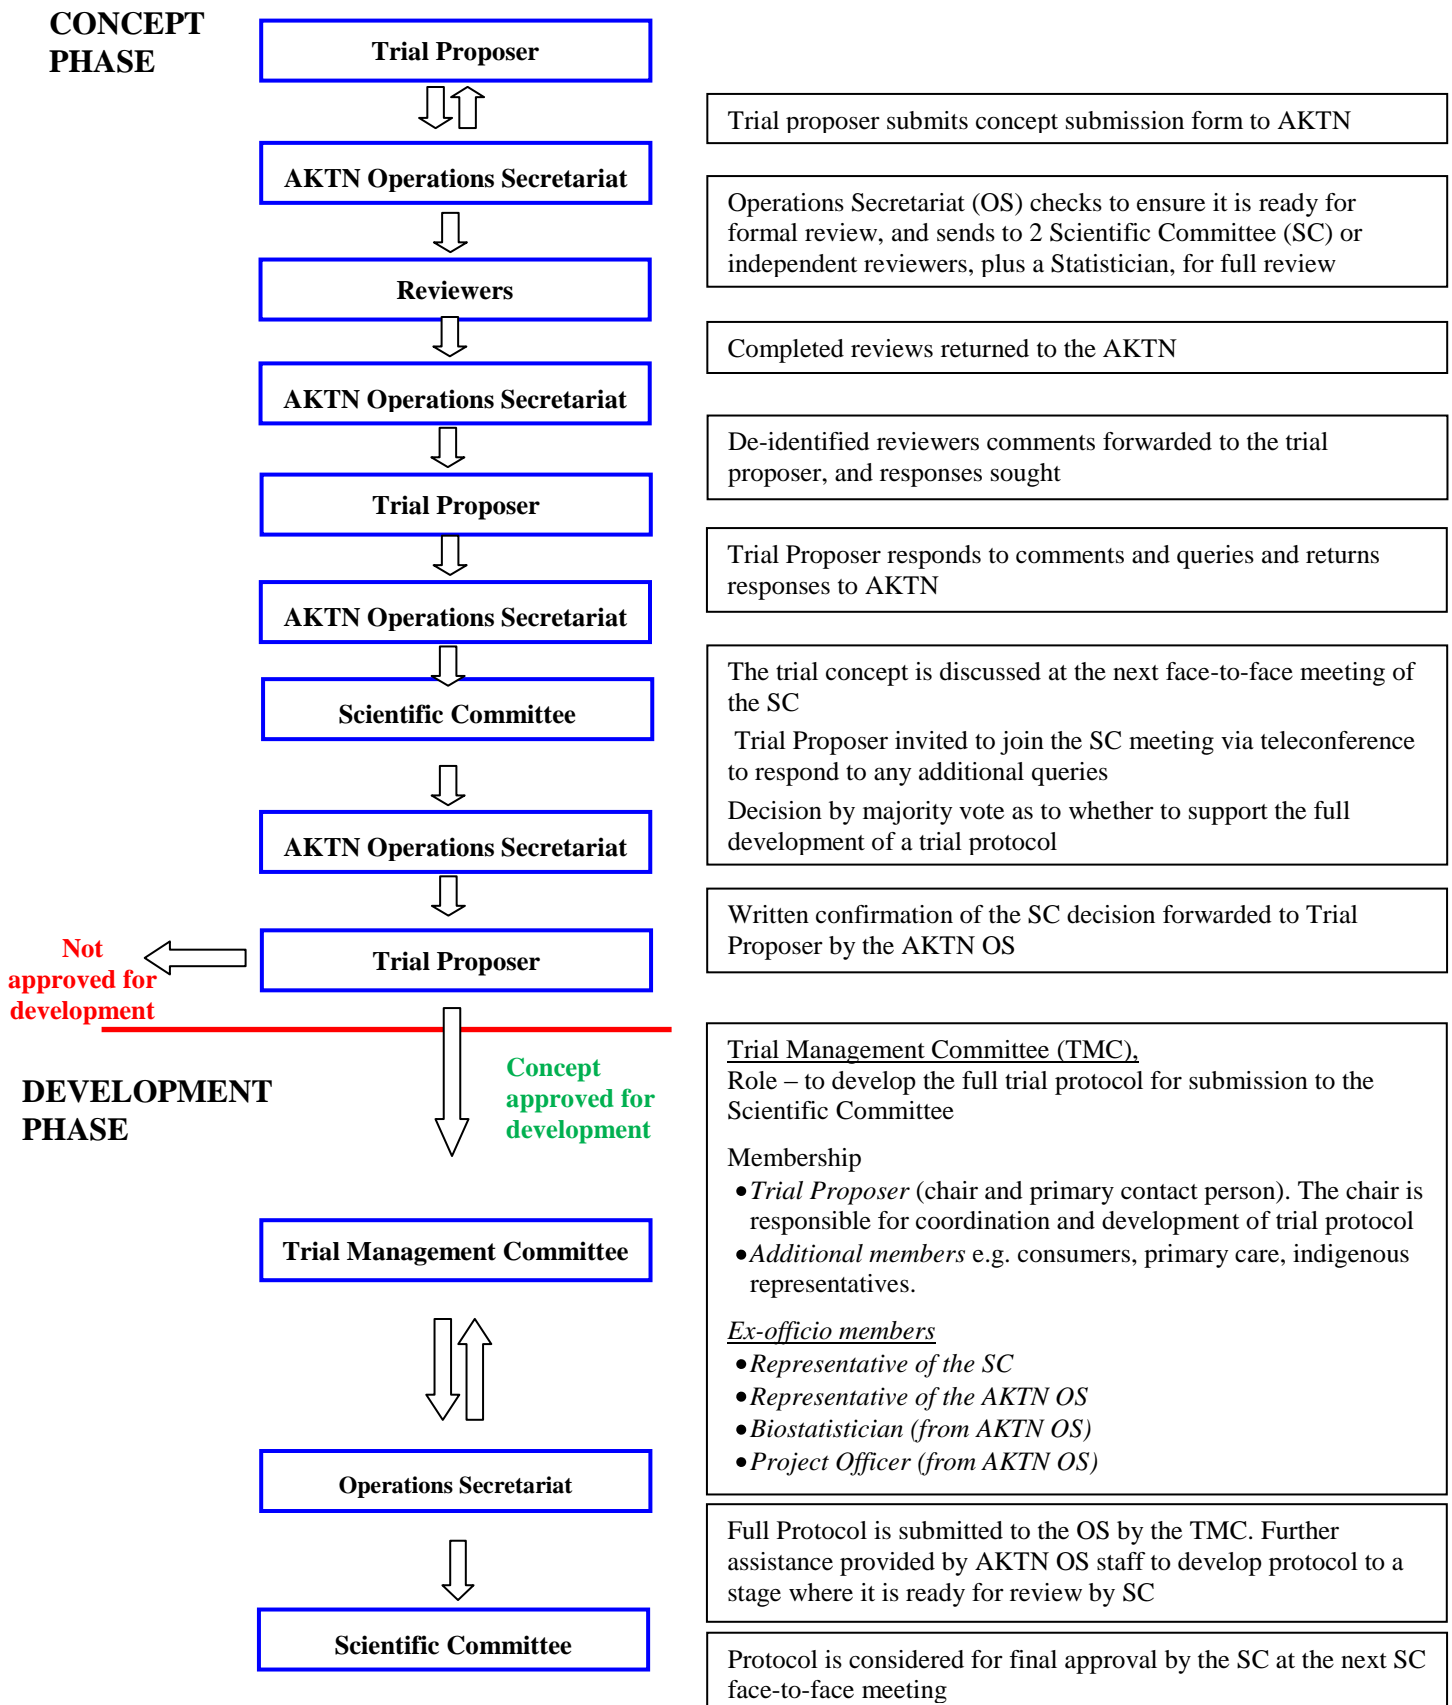 CONCEPT
PHASE
Trial Proposer
Trial proposer submits concept submission form to AKTN
AKTN Operations Secretariat
Operations Secretariat (OS) checks to ensure it is ready for
formal review, and sends to 2 Scientific Committee (SC) or
independent reviewers, plus a Statistician, for full review
Reviewers
Completed reviews returned to the AKTN
AKTN Operations Secretariat
De-identified reviewers comments forwarded to the trial
proposer, and responses sought
Trial Proposer
Trial Proposer responds to comments and queries and returns
responses to AKTN
AKTN Operations Secretariat
The trial concept is discussed at the next face-to-face meeting of
the SC
Trial Proposer invited to join the SC meeting via teleconference
to respond to any additional queries
Decision by majority vote as to whether to support the full
development of a trial protocol
Scientific Committee
AKTN Operations Secretariat
Written confirmation of the SC decision forwarded to Trial
Proposer by the AKTN OS
Trial Proposer
Not
approved for
development
Concept
approved for
development
DEVELOPMENT
PHASE
Trial Management Committee (TMC),
Role – to develop the full trial protocol for submission to the
Scientific Committee
Membership
•Trial Proposer (chair and primary contact person). The chair is
responsible for coordination and development of trial protocol
•Additional members e.g. consumers, primary care, indigenous
representatives.
Ex-officio members
•Representative of the SC
•Representative of the AKTN OS
•Biostatistician (from AKTN OS)
•Project Officer (from AKTN OS)
Trial Management Committee
Operations Secretariat
Full Protocol is submitted to the OS by the TMC. Further
assistance provided by AKTN OS staff to develop protocol to a
stage where it is ready for review by SC
Scientific Committee
Protocol is considered for final approval by the SC at the next SC
face-to-face meeting